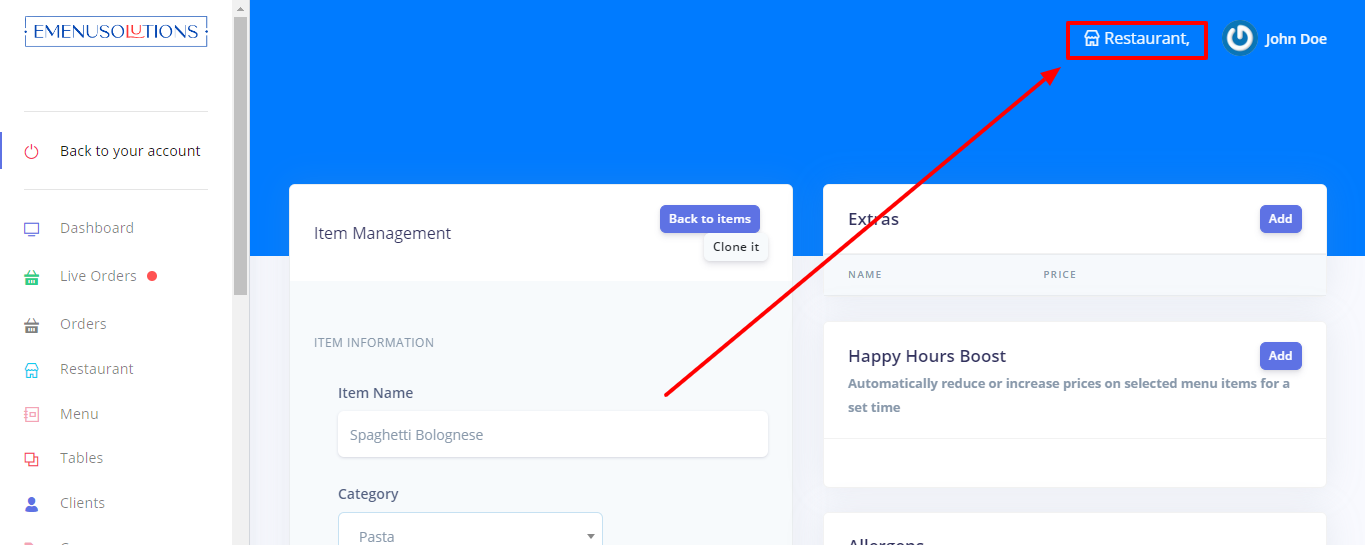 EMENUSOLUTIONS
Restaurant,
John Doe
Back to your account
Dashboard
Live Orders
Orders
Restaurant
Menu
Tables
Clients
Item Management
Back to items
Clone it
ITEM INFORMATION
Item Name
Spaghetti Bolognese
Category
Pasta
Extras
Add
NAME PRICE
Happy Hours Boost
Add
Automatically reduce or increase prices on selected menu items for a
set time
Allergens